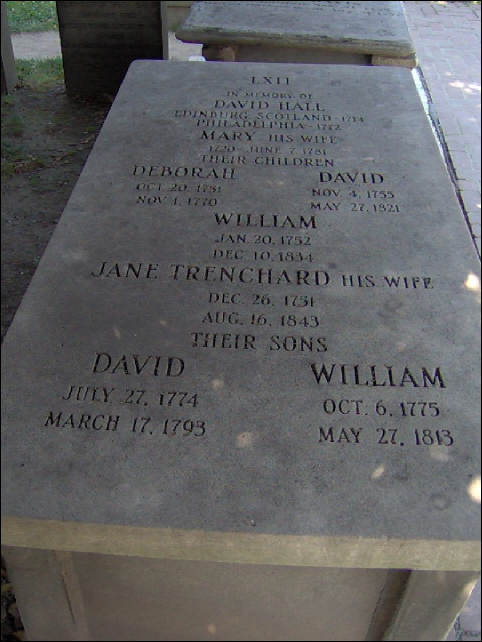 LXII
IN MEMORY OF
DAVID HALL
EDINBURG, SCOTLAND - 1714
PHILADELPHIA - 1772
MARY HIS WIFE
1720 - JUNE 7, 1781
THEIR CHILDREN
DEBORAH DAVID
OCT 20, 1751 NOV. 4, 1755
NOV. 1, 1770 MAY 27, 1821
WILLIAM
JAN. 20, 1752
DEC. 10, 1834
JANE TRENCHARD HIS WIFE
DEC. 26, 1751
AUG. 16, 1843
THEIR SONS
DAVID WILLIAM
JULY 27, 1774 OCT. 6, 1775
MARCH 17, 1793 MAY 27, 1813